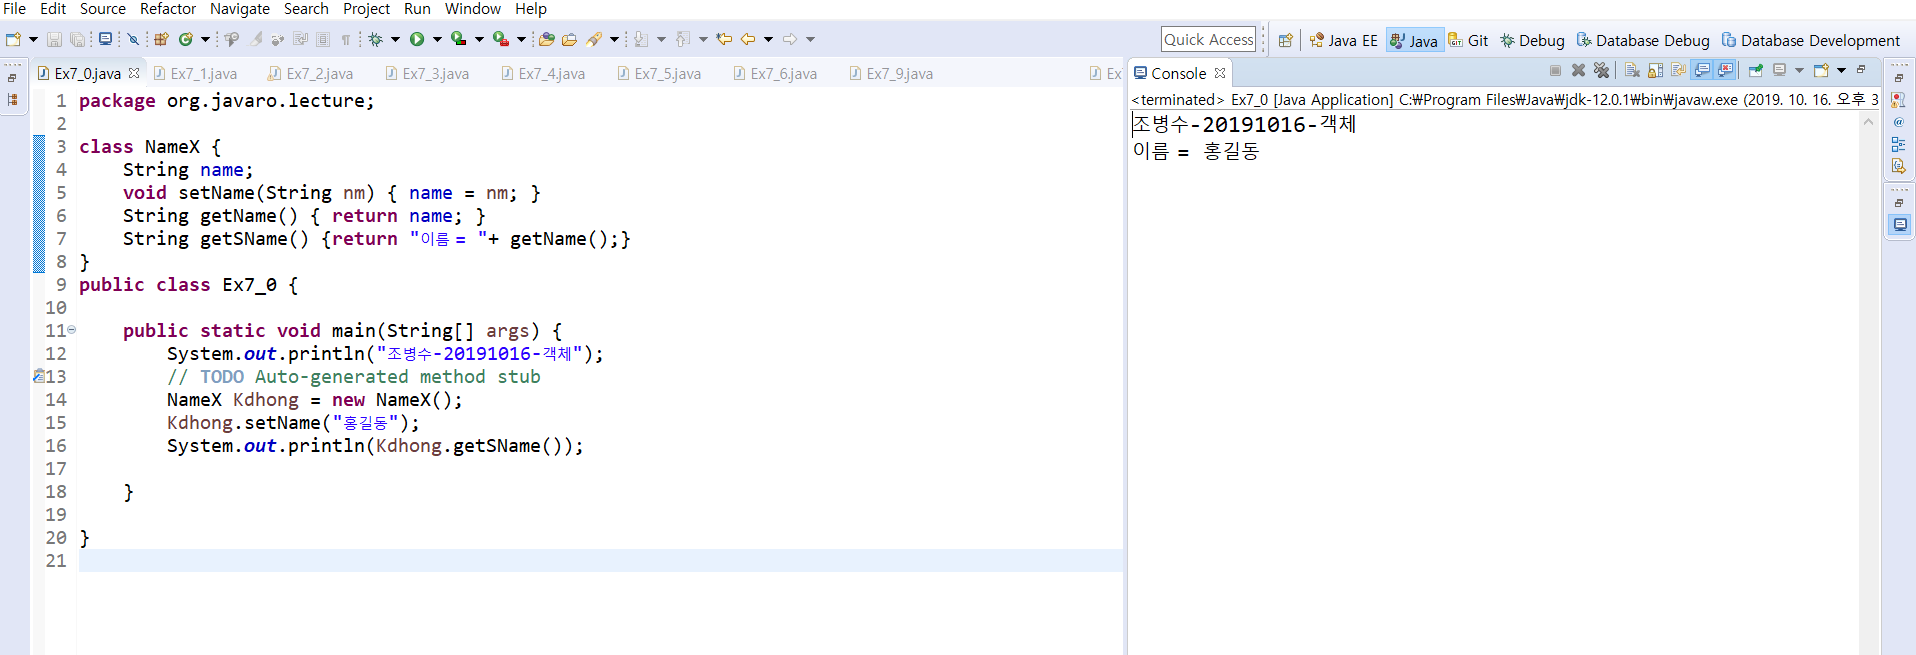 File Edit Source Refactor Navigate Search Project Run Window Help
Quick Access Java EE Java Git Debug Database Debug Database Development
Ex7_0.java Ex7_1.java Ex7_2.java Ex7_3.java Ex7_4.java Ex7_5.java Ex7_6.java Ex7_9.java Ex
1 package org.javaro.lecture;
2
3 class NameX {
4 String name;
5 void setName(String nm) { name = nm; }
6 String getName() { return name; }
7 String getSName() {return "이름 = "+ getName();}
8 }
9 public class Ex7_0 {
10
11 public static void main(String[] args) {
12 System.out.println("조병수-20191016-객체");
13 // TODO Auto-generated method stub
14 NameX Kdhong = new NameX();
15 Kdhong.setName("홍길동");
16 System.out.println(Kdhong.getSName());
17
18 }
19
20 }
21
Console
<terminated> Ex7_0 [Java Application] C:₩Program Files₩Java₩jdk-12.0.1₩bin₩javaw.exe (2019. 10. 16. 오후 3
조병수-20191016-객체
이름 = 홍길동